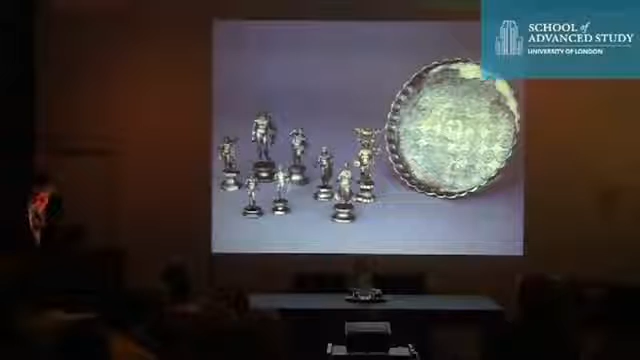 SCHOOL of
ADVANCED STUDY
UNIVERSITY OF LONDON